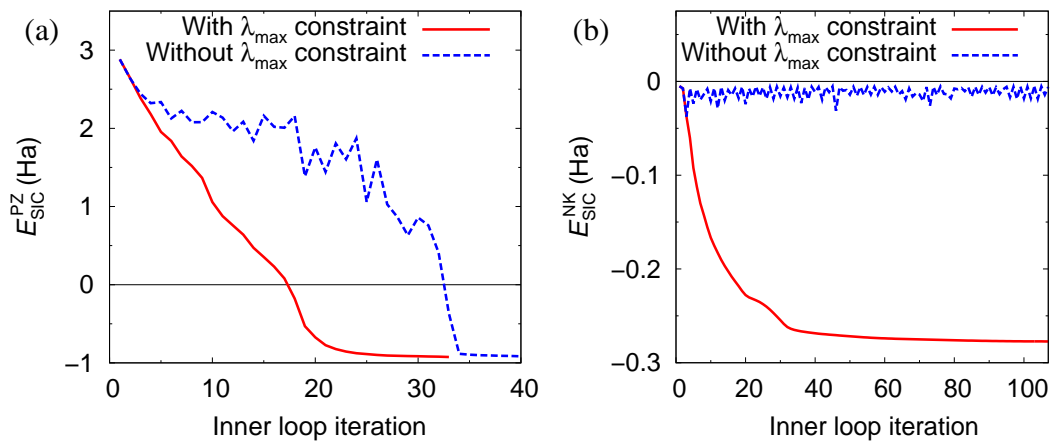 (a)
With λmax constraint
Without λmax constraint
3
2
1
0
−1
E_SIC^PZ (Ha)
0 10 20 30 40
Inner loop iteration
(b)
With λmax constraint
Without λmax constraint
0
−0.1
−0.2
−0.3
E_SIC^NK (Ha)
0 20 40 60 80 100
Inner loop iteration